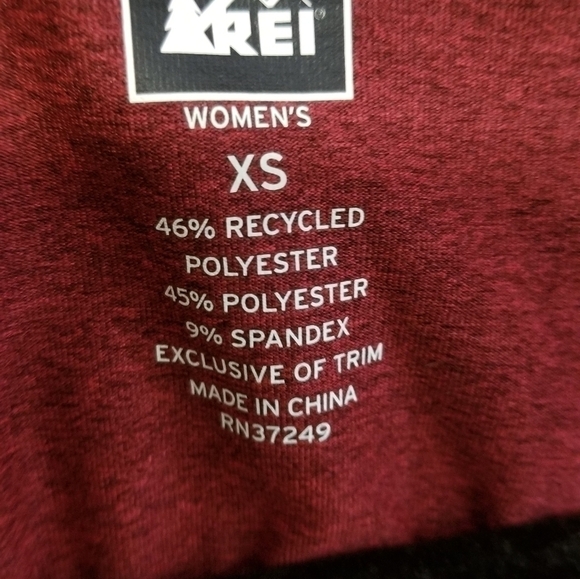 REI®
WOMEN'S
XS
46% RECYCLED
POLYESTER
45% POLYESTER
9% SPANDEX
EXCLUSIVE OF TRIM
MADE IN CHINA
RN37249